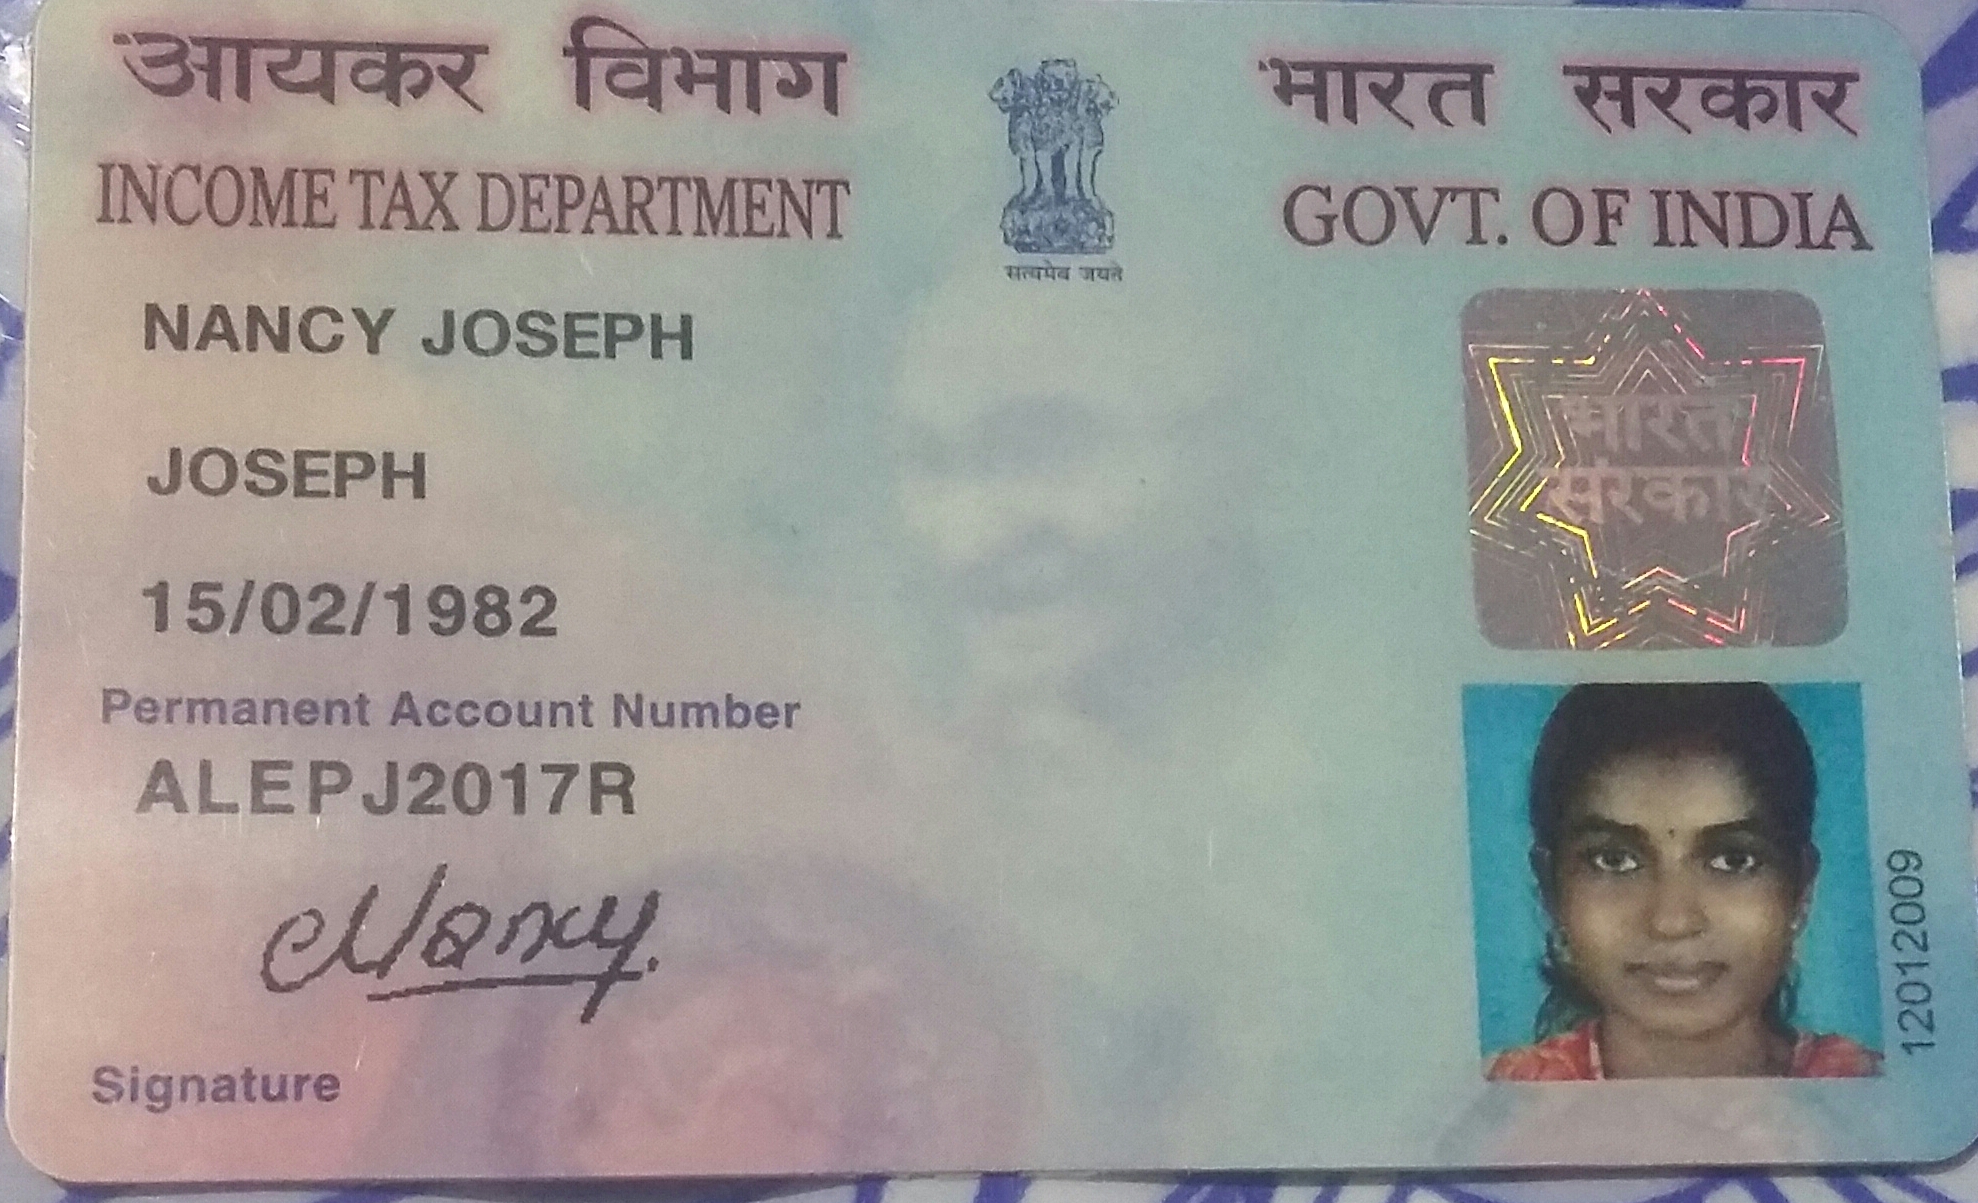 आयकर विभाग
INCOME TAX DEPARTMENT
सत्यमेव जयते
भारत सरकार
GOVT. OF INDIA
NANCY JOSEPH
JOSEPH
15/02/1982
Permanent Account Number
ALEPJ2017R
Nancy.
Signature
भारत
सरकार
12012009